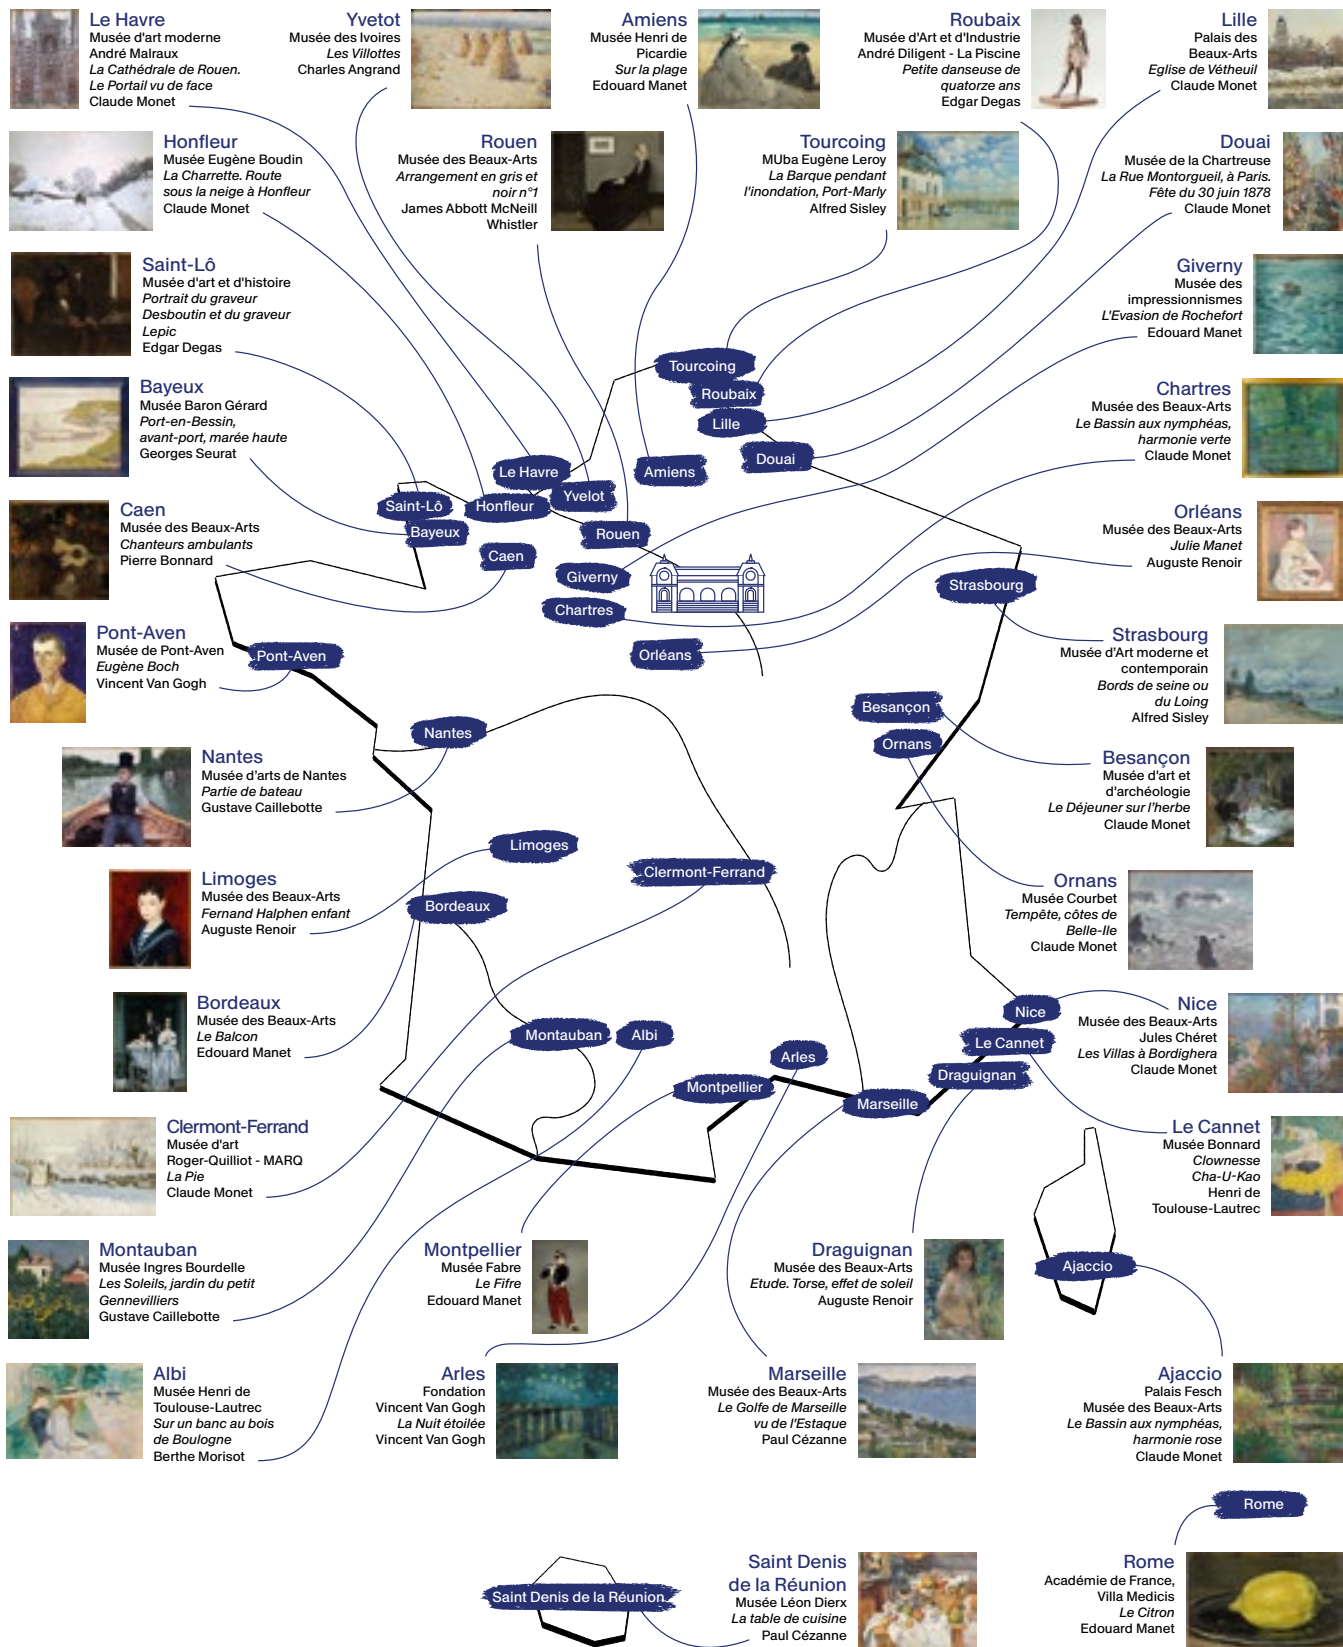 Le Havre
Musée d'art moderne
André Malraux
La Cathédrale de Rouen.
Le Portail vu de face
Claude Monet
Yvetot
Musée des Ivoires
Les Villottes
Charles Angrand
Amiens
Musée Henri de
Picardie
Sur la plage
Edouard Manet
Roubaix
Musée d'Art et d'Industrie
André Diligent - La Piscine
Petite danseuse de
quatorze ans
Edgar Degas
Lille
Palais des
Beaux-Arts
Eglise de Vétheuil
Claude Monet
Honfleur
Musée Eugène Boudin
La Charrette. Route
sous la neige à Honfleur
Claude Monet
Rouen
Musée des Beaux-Arts
Arrangement en gris et
noir n°1
James Abbott McNeill
Whistler
Tourcoing
MUba Eugène Leroy
La Barque pendant
l'inondation, Port-Marly
Alfred Sisley
Douai
Musée de la Chartreuse
La Rue Montorgueil, à Paris.
Fête du 30 juin 1878
Claude Monet
Saint-Lô
Musée d'art et d'histoire
Portrait du graveur
Desboutin et du graveur
Lepic
Edgar Degas
Giverny
Musée des
impressionnismes
L'Evasion de Rochefort
Edouard Manet
Bayeux
Musée Baron Gérard
Port-en-Bessin,
avant-port, marée haute
Georges Seurat
Chartres
Musée des Beaux-Arts
Le Bassin aux nymphéas,
harmonie verte
Claude Monet
Caen
Musée des Beaux-Arts
Chanteurs ambulants
Pierre Bonnard
Orléans
Musée des Beaux-Arts
Julie Manet
Auguste Renoir
Tourcoing
Roubaix
Lille
Douai
Amiens
Le Havre
Yvelot
Saint-Lô
Honfleur
Bayeux
Rouen
Caen
Giverny
Chartres
Orléans
Strasbourg
Pont-Aven
Musée de Pont-Aven
Eugène Boch
Vincent Van Gogh
Pont-Aven
Strasbourg
Musée d'Art moderne et
contemporain
Bords de seine ou
du Loing
Alfred Sisley
Besançon
Ornans
Nantes
Nantes
Musée d'arts de Nantes
Partie de bateau
Gustave Caillebotte
Besançon
Musée d'art et
d'archéologie
Le Déjeuner sur l'herbe
Claude Monet
Limoges
Clermont-Ferrand
Bordeaux
Limoges
Musée des Beaux-Arts
Fernand Halphen enfant
Auguste Renoir
Ornans
Musée Courbet
Tempête, côtes de
Belle-Ile
Claude Monet
Bordeaux
Musée des Beaux-Arts
Le Balcon
Edouard Manet
Montauban
Albi
Arles
Montpellier
Marseille
Draguignan
Le Cannet
Nice
Nice
Musée des Beaux-Arts
Jules Chéret
Les Villas à Bordighera
Claude Monet
Clermont-Ferrand
Musée d'art
Roger-Quilliot - MARQ
La Pie
Claude Monet
Le Cannet
Musée Bonnard
Clownesse
Cha-U-Kao
Henri de
Toulouse-Lautrec
Montauban
Musée Ingres Bourdelle
Les Soleils, jardin du petit
Gennevilliers
Gustave Caillebotte
Montpellier
Musée Fabre
Le Fifre
Edouard Manet
Draguignan
Musée des Beaux-Arts
Etude. Torse, effet de soleil
Auguste Renoir
Ajaccio
Albi
Musée Henri de
Toulouse-Lautrec
Sur un banc au bois
de Boulogne
Berthe Morisot
Arles
Fondation
Vincent Van Gogh
La Nuit étoilée
Vincent Van Gogh
Marseille
Musée des Beaux-Arts
Le Golfe de Marseille
vu de l'Estaque
Paul Cézanne
Ajaccio
Palais Fesch
Musée des Beaux-Arts
Le Bassin aux nymphéas,
harmonie rose
Claude Monet
Rome
Saint Denis de la Réunion
Saint Denis
de la Réunion
Musée Léon Dierx
La table de cuisine
Paul Cézanne
Rome
Académie de France,
Villa Medicis
Le Citron
Edouard Manet